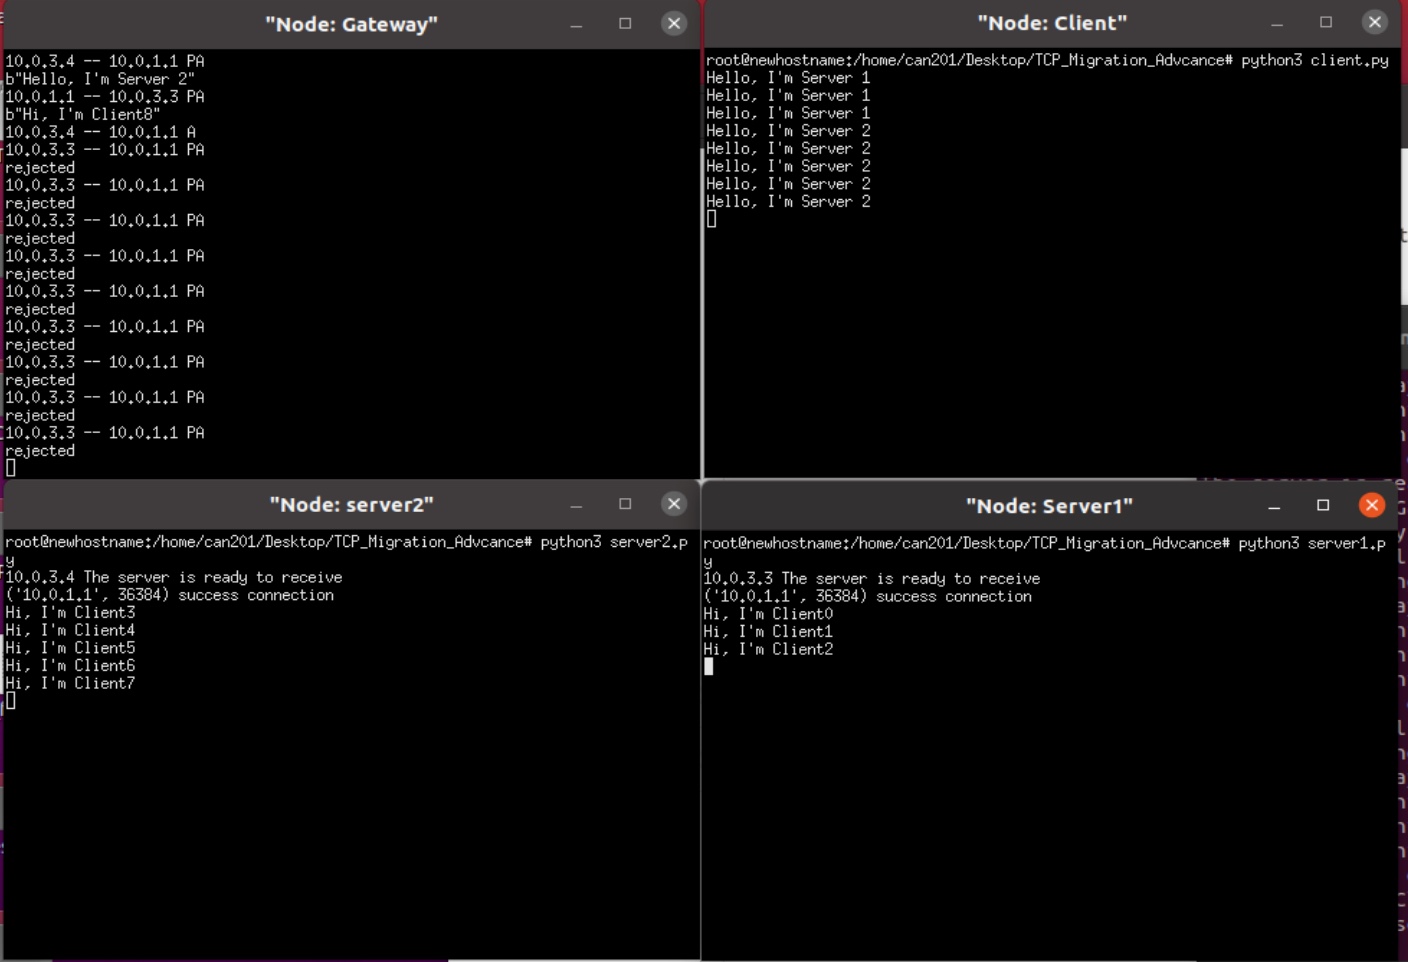 "Node: Gateway"
10.0.3.4 -- 10.0.1.1 PA
b"Hello, I'm Server 2"
10.0.1.1 -- 10.0.3.3 PA
b"Hi, I'm Client8"
10.0.3.4 -- 10.0.1.1 A
10.0.3.3 -- 10.0.1.1 PA
rejected
10.0.3.3 -- 10.0.1.1 PA
rejected
10.0.3.3 -- 10.0.1.1 PA
rejected
10.0.3.3 -- 10.0.1.1 PA
rejected
10.0.3.3 -- 10.0.1.1 PA
rejected
10.0.3.3 -- 10.0.1.1 PA
rejected
10.0.3.3 -- 10.0.1.1 PA
rejected
10.0.3.3 -- 10.0.1.1 PA
rejected
10.0.3.3 -- 10.0.1.1 PA
rejected
"Node: Client"
root@newhostname:/home/can201/Desktop/TCP_Migration_Advcance# python3 client.py
Hello, I'm Server 1
Hello, I'm Server 1
Hello, I'm Server 1
Hello, I'm Server 2
Hello, I'm Server 2
Hello, I'm Server 2
Hello, I'm Server 2
Hello, I'm Server 2
"Node: server2"
root@newhostname:/home/can201/Desktop/TCP_Migration_Advcance# python3 server2.p
y
10.0.3.4 The server is ready to receive
('10.0.1.1', 36384) success connection
Hi, I'm Client3
Hi, I'm Client4
Hi, I'm Client5
Hi, I'm Client6
Hi, I'm Client7
"Node: Server1"
root@newhostname:/home/can201/Desktop/TCP_Migration_Advcance# python3 server1.p
y
10.0.3.3 The server is ready to receive
('10.0.1.1', 36384) success connection
Hi, I'm Client0
Hi, I'm Client1
Hi, I'm Client2